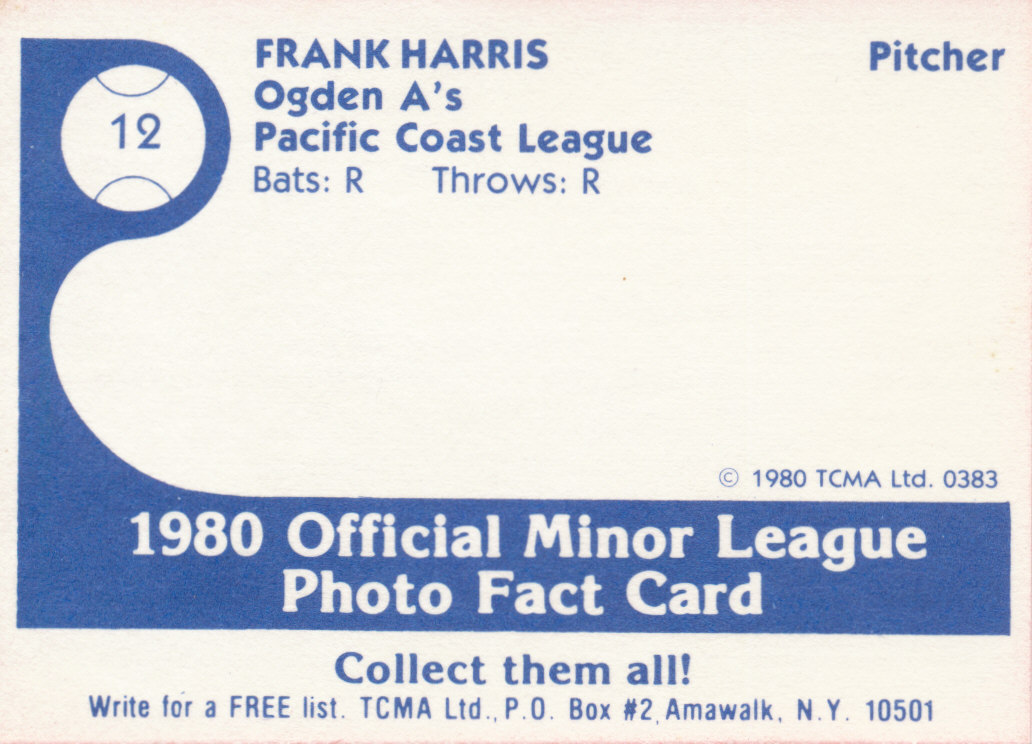 FRANK HARRIS
Pitcher
Ogden A's
Pacific Coast League
Bats: R Throws: R
12
© 1980 TCMA Ltd. 0383
1980 Official Minor League
Photo Fact Card
Collect them all!
Write for a FREE list. TCMA Ltd., P.O. Box #2, Amawalk, N.Y. 10501